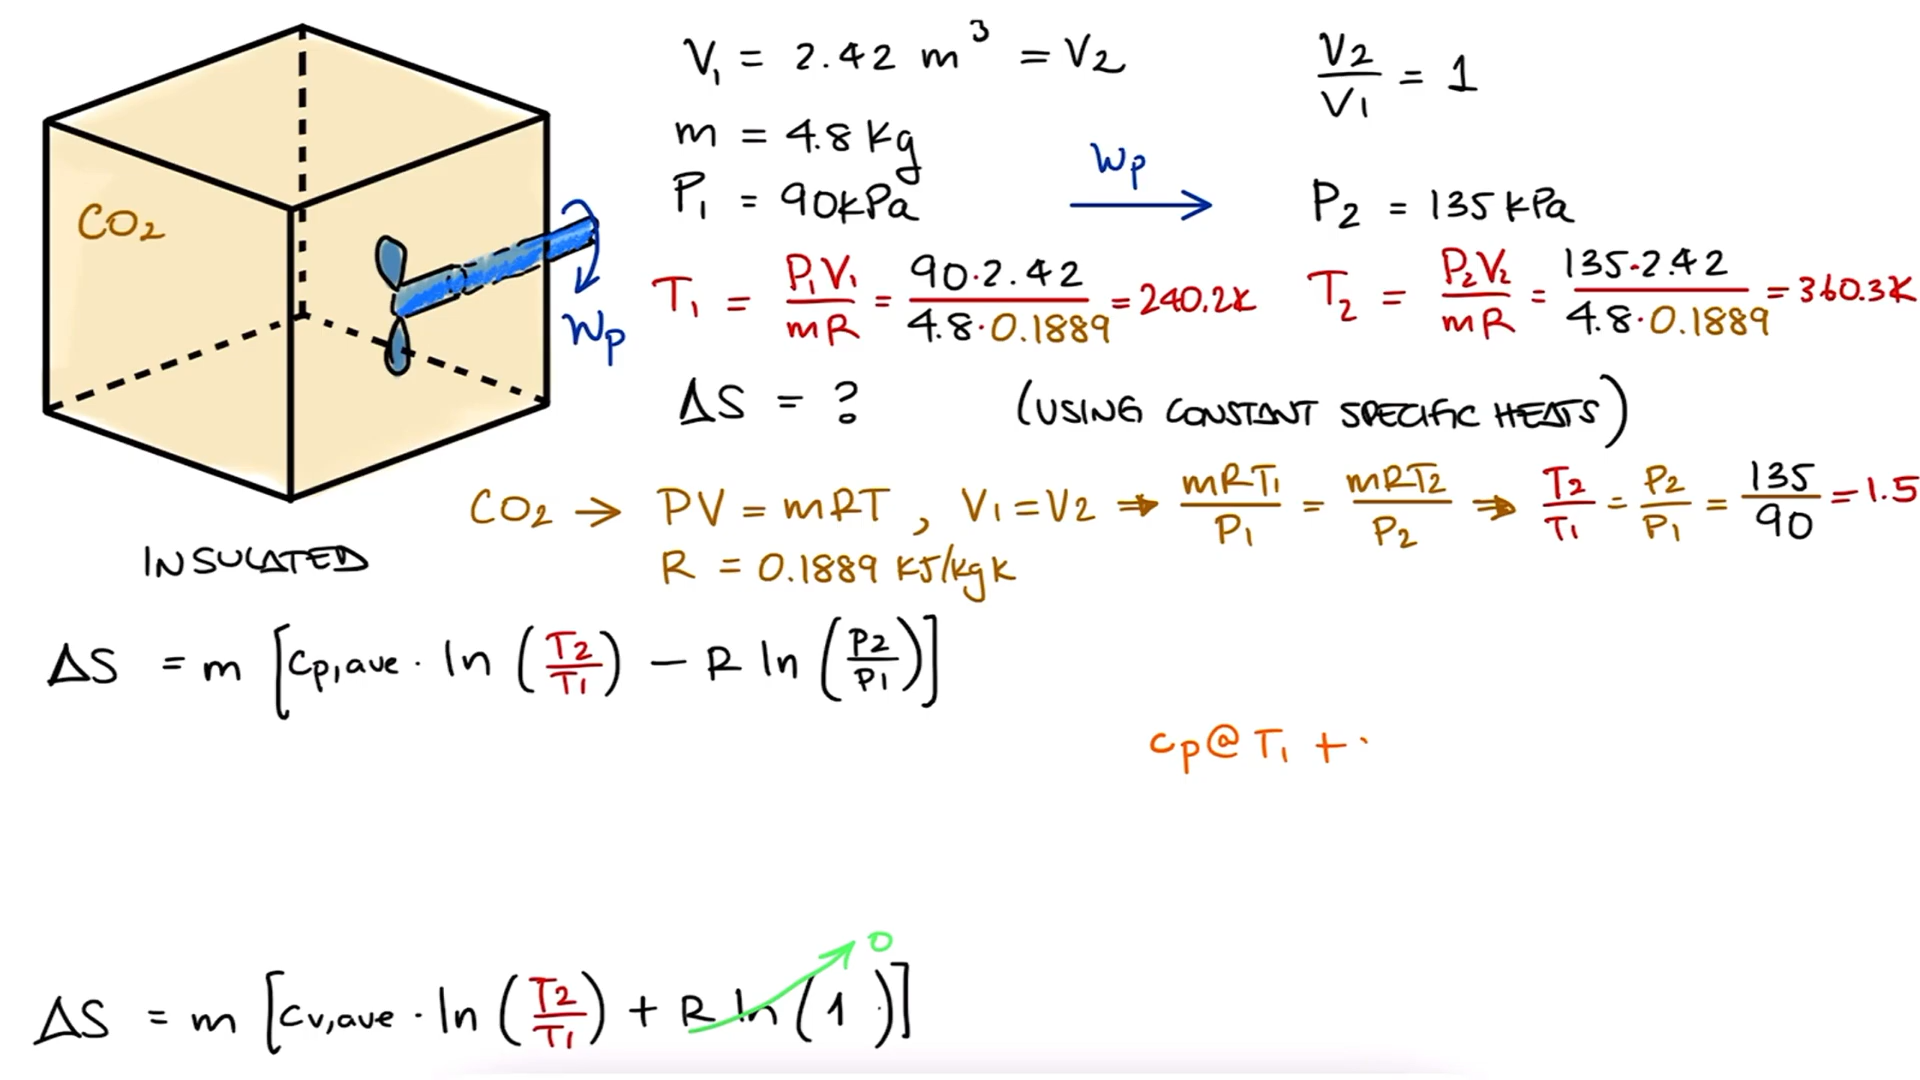 V₁ = 2.42 m³ = V₂
V₂/V₁ = 1
m = 4.8 kg
P₁ = 90kPa
Wp
P₂ = 135 kPa
CO₂
T₁ = P₁V₁/mR = 90·2.42/4.8·0.1889 = 240.2K
T₂ = P₂V₂/mR = 135·2.42/4.8·0.1889 = 360.3K
Wp
ΔS = ? (USING CONSTANT SPECIFIC HEATS)
CO₂ → PV = mRT , V₁ = V₂ ⇒ mRT₁/P₁ = mRT₂/P₂ ⇒ T₂/T₁ = P₂/P₁ = 135/90 = 1.5
INSULATED
R = 0.1889 kJ/kgK
ΔS = m [Cp,ave · ln (T₂/T₁) − R ln (P₂/P₁)]
Cp@T₁ + ·
0
ΔS = m [Cv,ave · ln (T₂/T₁) + R ln (1)]